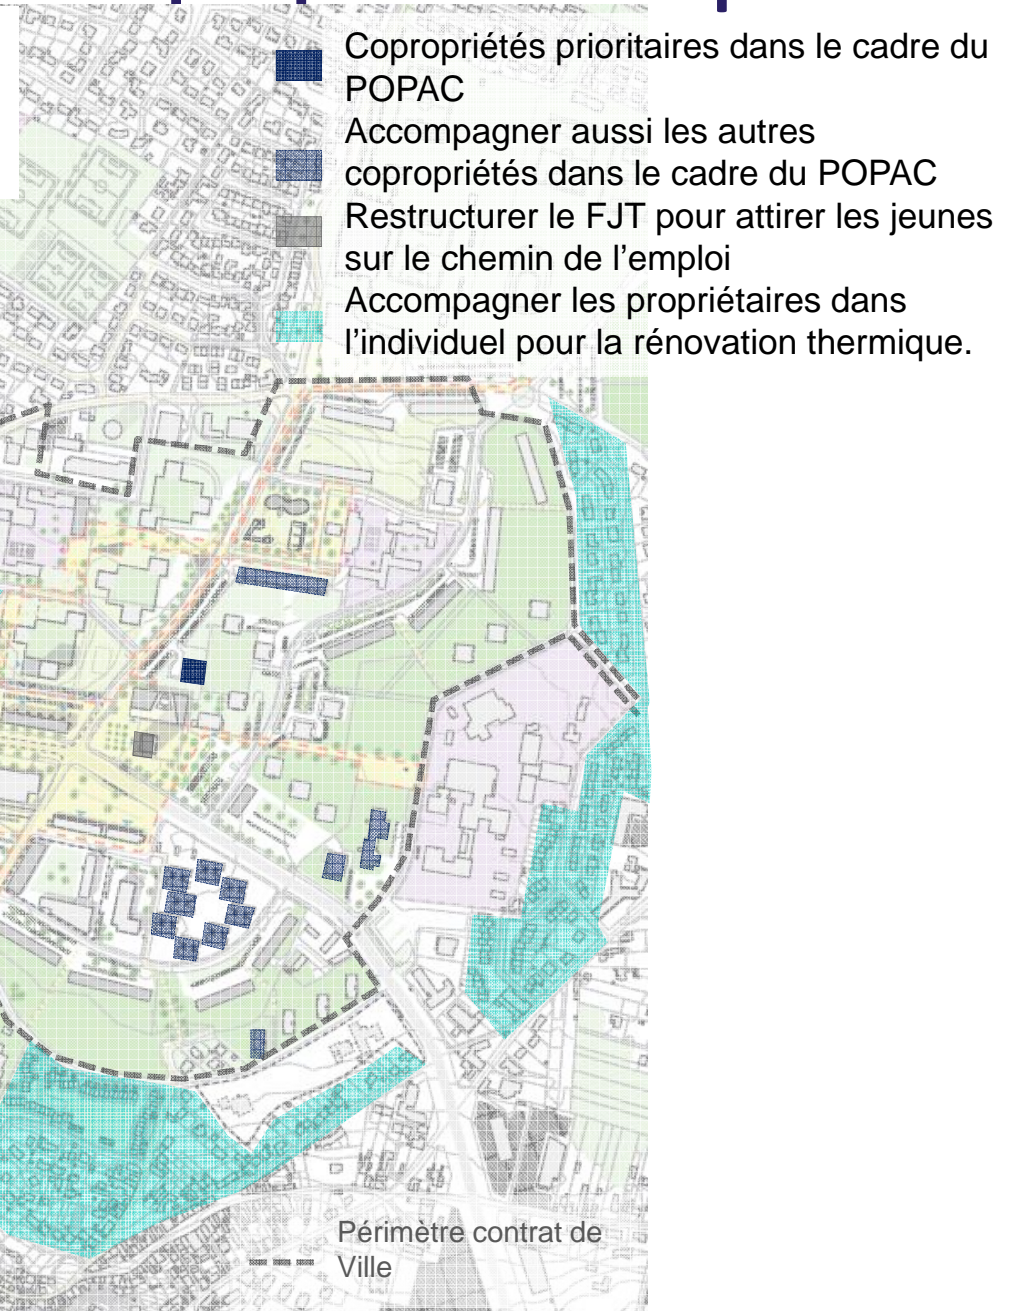 Copropriétés prioritaires dans le cadre du
POPAC
Accompagner aussi les autres
copropriétés dans le cadre du POPAC
Restructurer le FJT pour attirer les jeunes
sur le chemin de l’emploi
Accompagner les propriétaires dans
l’individuel pour la rénovation thermique.
Périmètre contrat de
Ville